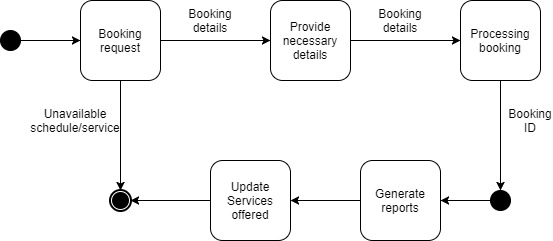 Booking
request
Booking
details
Provide
necessary
details
Booking
details
Processing
booking
Unavailable
schedule/service
Booking
ID
Update
Services
offered
Generate
reports